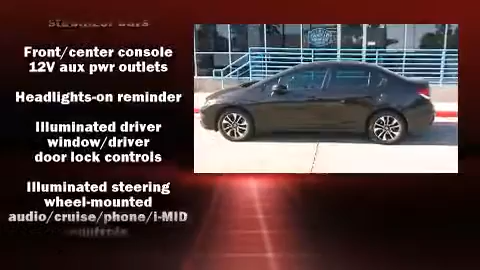 Front/center console
12V aux pwr outlets
Headlights-on reminder
Illuminated driver
window/driver
door lock controls
Illuminated steering
wheel-mounted
audio/cruise/phone/i-MID